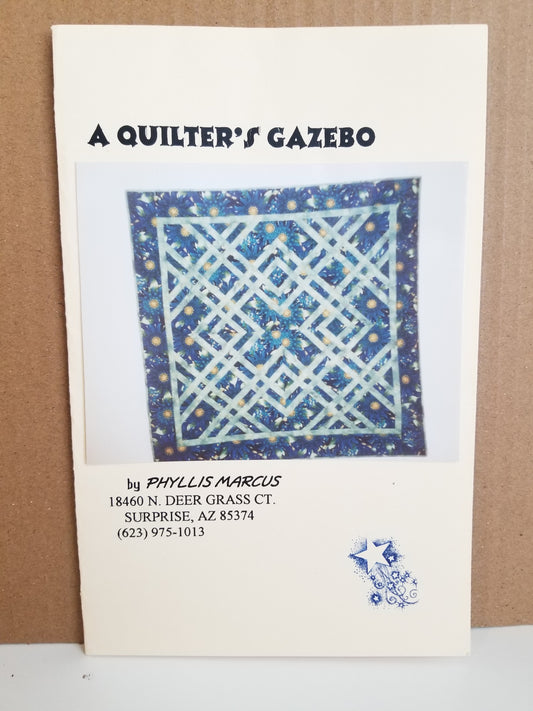 A QUILTER'S GAZEBO
by PHYLLIS MARCUS
18460 N. DEER GRASS CT.
SURPRISE, AZ 85374
(623) 975-1013